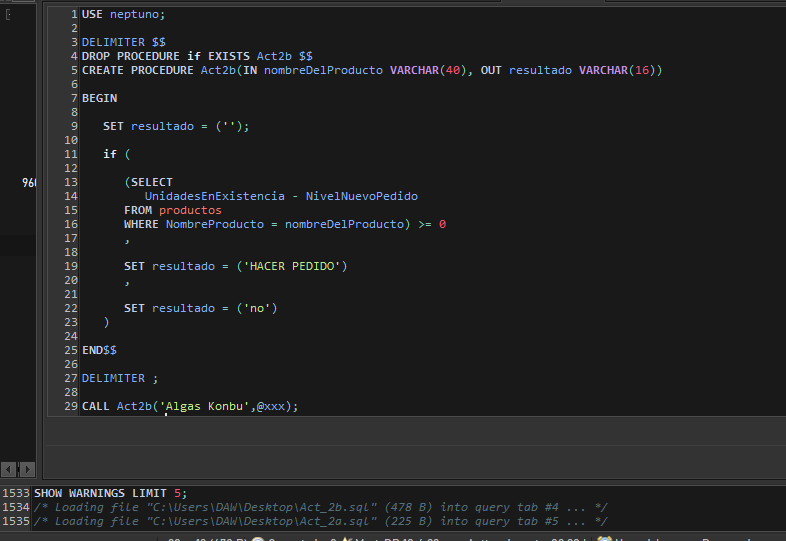 1 USE neptuno;
2
3 DELIMITER $$
4 DROP PROCEDURE if EXISTS Act2b $$
5 CREATE PROCEDURE Act2b(IN nombreDelProducto VARCHAR(40), OUT resultado VARCHAR(16))
6
7 BEGIN
8
9 SET resultado = ('');
10
11 if (
12
13 (SELECT
14 UnidadesEnExistencia - NivelNuevoPedido
15 FROM productos
16 WHERE NombreProducto = nombreDelProducto) >= 0
17 ,
18
19 SET resultado = ('HACER PEDIDO')
20 ,
21
22 SET resultado = ('no')
23 )
24
25 END$$
26
27 DELIMITER ;
28
29 CALL Act2b('Algas Konbu',@xxx);
960
1533 SHOW WARNINGS LIMIT 5;
1534 /* Loading file "C:\Users\DAW\Desktop\Act_2b.sql" (478 B) into query tab #4 ... */
1535 /* Loading file "C:\Users\DAW\Desktop\Act_2a.sql" (225 B) into query tab #5 ... */